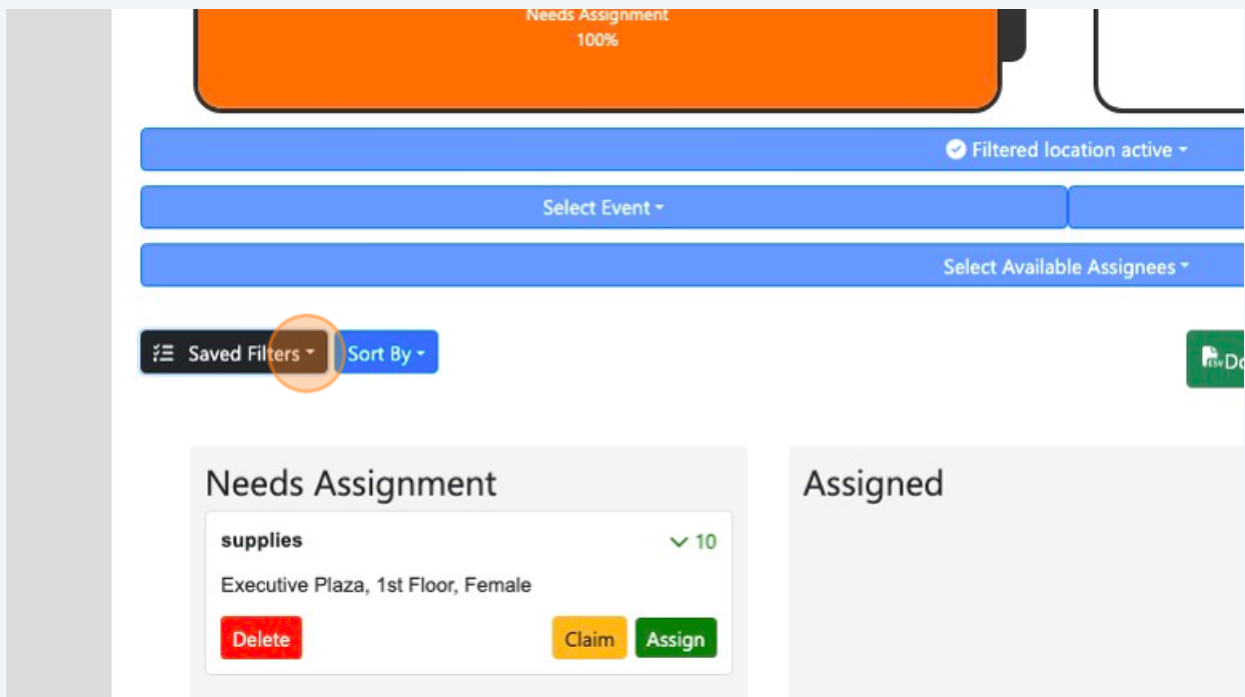 Needs Assignment
100%
Filtered location active
Select Event
Select Available Assignees
Saved Filters
Sort By
CSV
Needs Assignment
Assigned
supplies
10
Executive Plaza, 1st Floor, Female
Delete
Claim
Assign